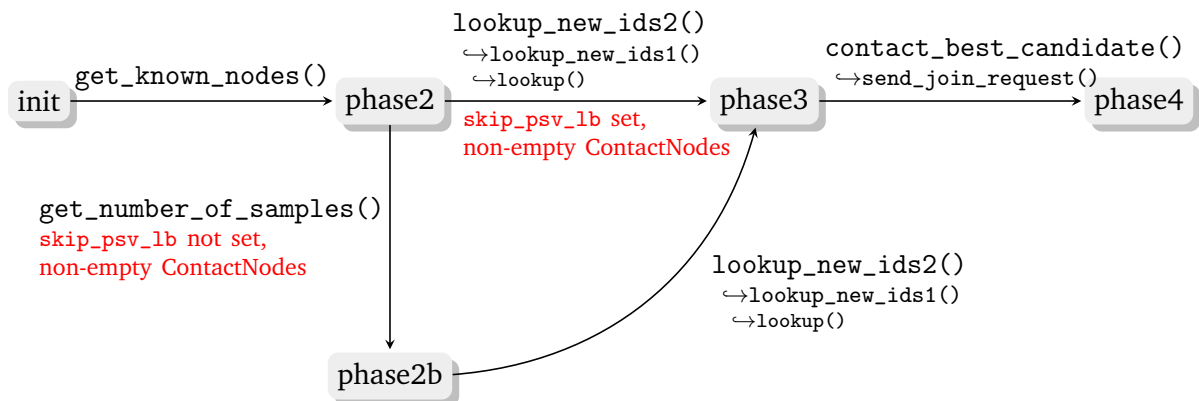 init
get_known_nodes()
phase2
lookup_new_ids2()
↪lookup_new_ids1()
↪lookup()
skip_psv_lb set,
non-empty ContactNodes
phase3
contact_best_candidate()
↪send_join_request()
phase4
get_number_of_samples()
skip_psv_lb not set,
non-empty ContactNodes
phase2b
lookup_new_ids2()
↪lookup_new_ids1()
↪lookup()